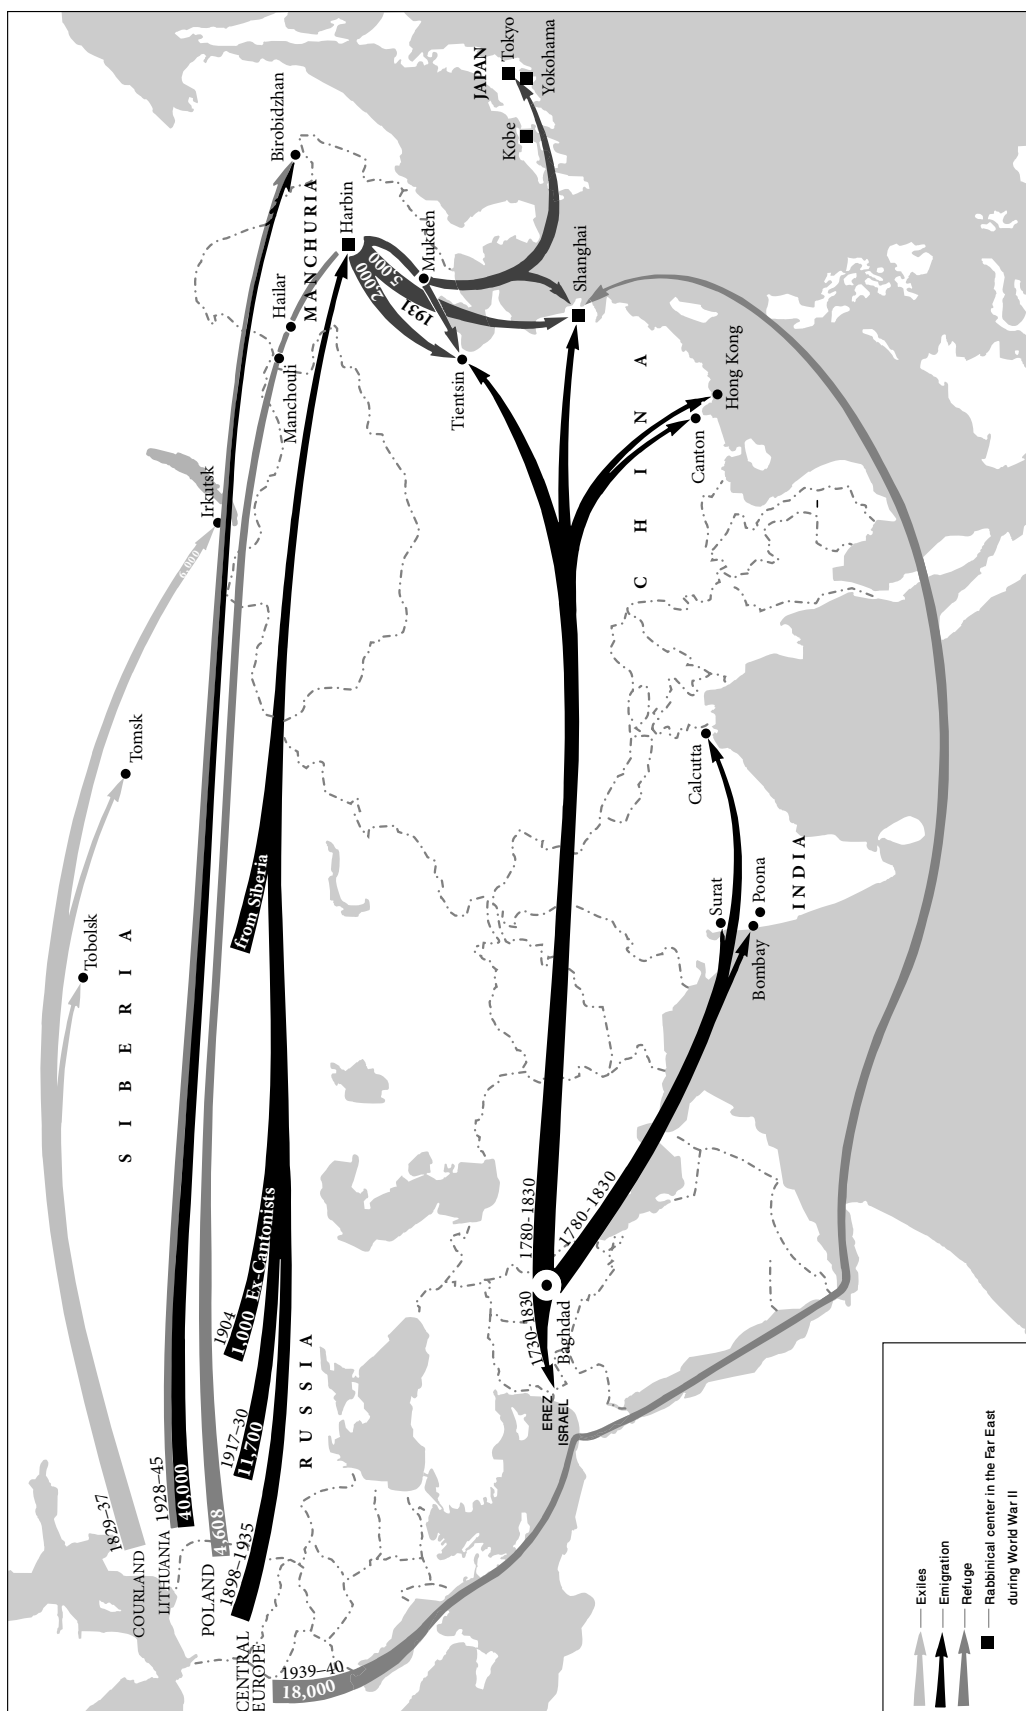 COURLAND
1829–37
LITHUANIA 1928–45
40,000
POLAND
4,608
1898–1935
CENTRAL
EUROPE
1939–40
18,000
1917–30
11,700
1904
1,000 Ex-Cantonists
from Siberia
RUSSIA
SIBERIA
Tobolsk
Tomsk
6,000
Irkutsk
Manchouli
Hailar
MANCHURIA
Birobidzhan
Harbin
2,000
5,000
1931
Mukden
Tientsin
Shanghai
JAPAN
Tokyo
Yokohama
Kobe
CHINA
Canton
Hong Kong
EREZ
ISRAEL
1730-1830
Baghdad
1780-1830
1780-1830
Surat
Bombay
Poona
Calcutta
INDIA
Exiles
Emigration
Refuge
Rabbinical center in the Far East
during World War II